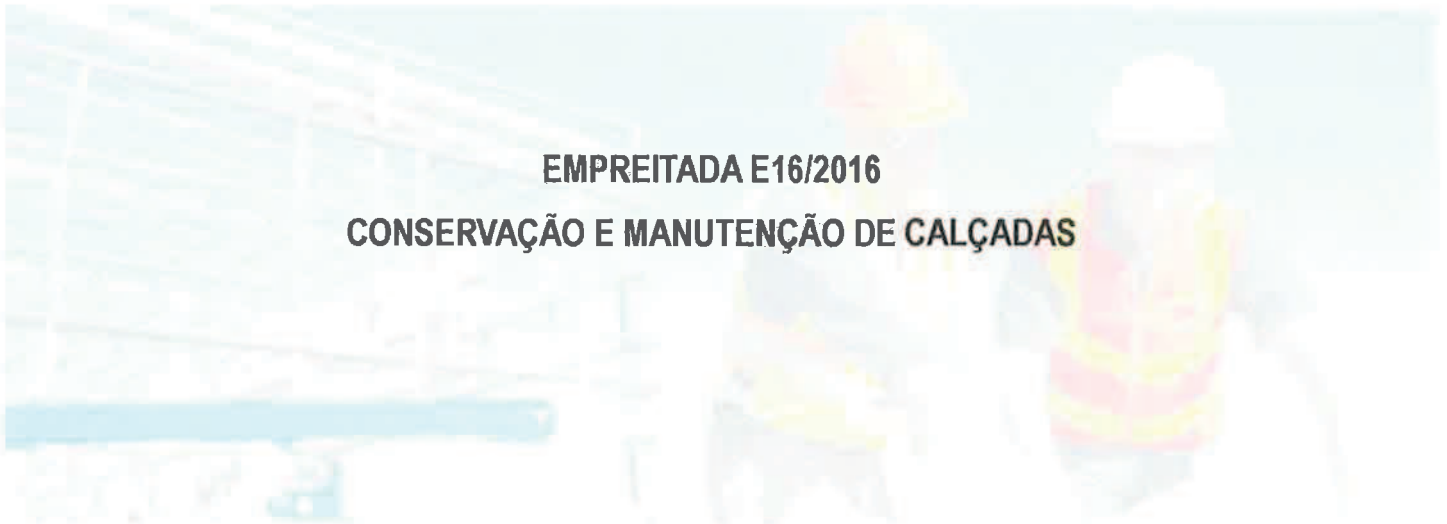 EMPREITADA E16/2016
CONSERVAÇÃO E MANUTENÇÃO DE CALÇADAS